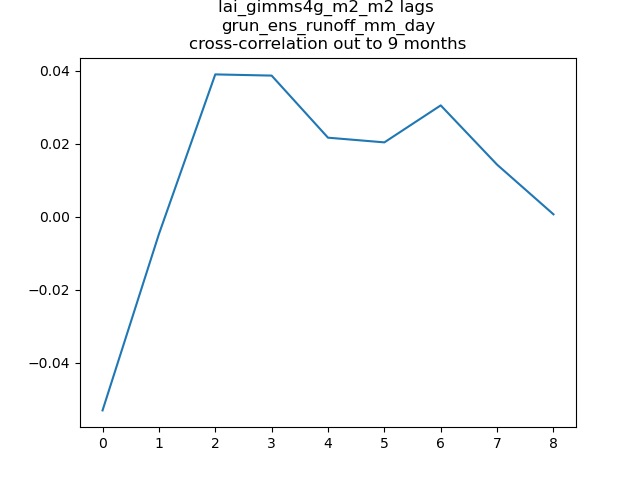 lai_gimms4g_m2_m2 lags
grun_ens_runoff_mm_day
cross-correlation out to 9 months
0.04
0.02
0.00
−0.02
−0.04
0 1 2 3 4 5 6 7 8